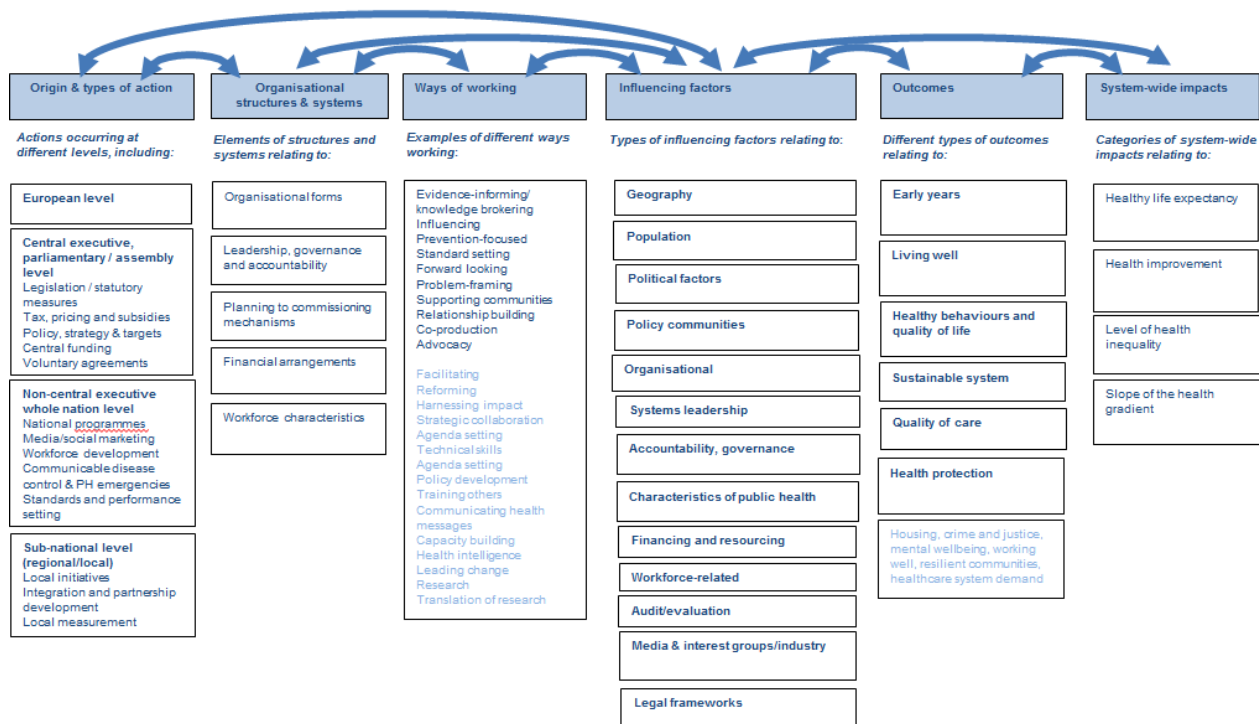 Origin & types of action
Organisational
structures & systems
Ways of working
Influencing factors
Outcomes
System-wide impacts
Actions occurring at
different levels, including:
Elements of structures and
systems relating to:
Examples of different ways
working:
Types of influencing factors relating to:
Different types of outcomes
relating to:
Categories of system-wide
impacts relating to:
European level
Central executive,
parliamentary / assembly
level
Legislation / statutory
measures
Tax, pricing and subsidies
Policy, strategy & targets
Central funding
Voluntary agreements
Non-central executive
whole nation level
National programmes
Media/social marketing
Workforce development
Communicable disease
control & PH emergencies
Standards and performance
setting
Sub-national level
(regional/local)
Local initiatives
Integration and partnership
development
Local measurement
Organisational forms
Leadership, governance
and accountability
Planning to commissioning
mechanisms
Financial arrangements
Workforce characteristics
Evidence-informing/
knowledge brokering
Influencing
Prevention-focused
Standard setting
Forward looking
Problem-framing
Supporting communities
Relationship building
Co-production
Advocacy
Facilitating
Reforming
Harnessing impact
Strategic collaboration
Agenda setting
Technical skills
Agenda setting
Policy development
Training others
Communicating health
messages
Capacity building
Health intelligence
Leading change
Research
Translation of research
Geography
Population
Political factors
Policy communities
Organisational
Systems leadership
Accountability, governance
Characteristics of public health
Financing and resourcing
Workforce-related
Audit/evaluation
Media & interest groups/industry
Legal frameworks
Early years
Living well
Healthy behaviours and
quality of life
Sustainable system
Quality of care
Health protection
Housing, crime and justice,
mental wellbeing, working
well, resilient communities,
healthcare system demand
Healthy life expectancy
Health improvement
Level of health
inequality
Slope of the health
gradient